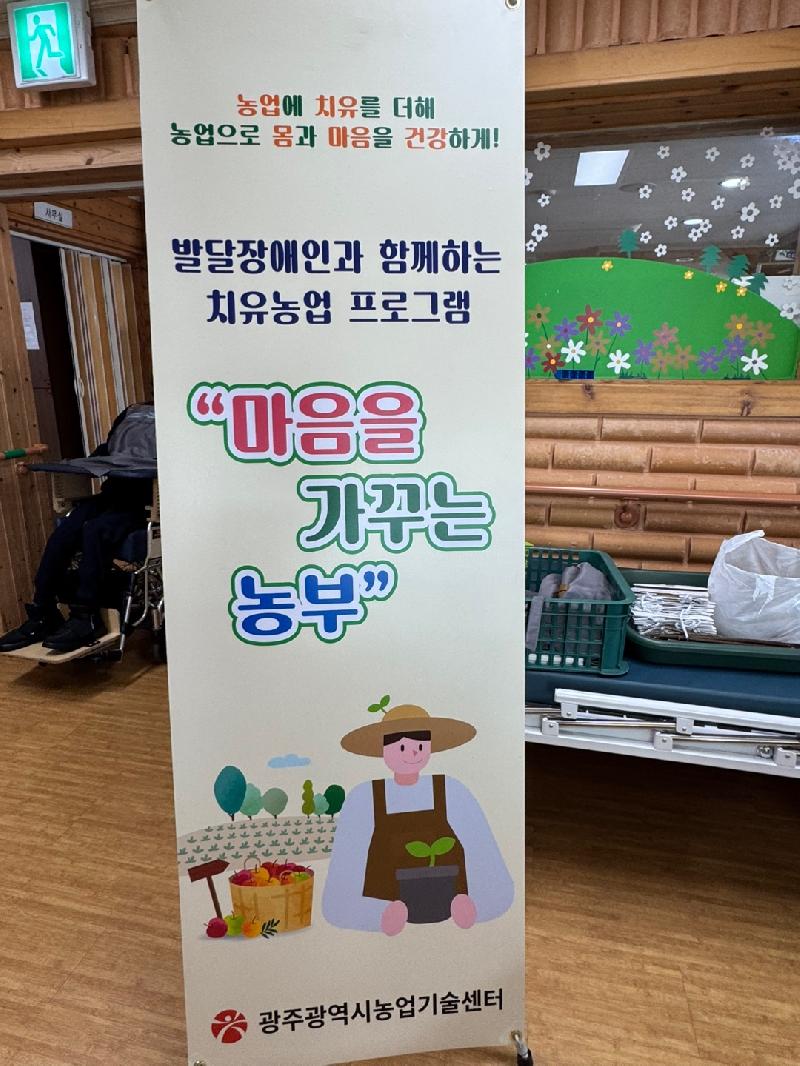 농업에 치유를 더해
농업으로 몸과 마음을 건강하게!
사무실
발달장애인과 함께하는
치유농업 프로그램
“마음을
가꾸는
농부”
광주광역시농업기술센터